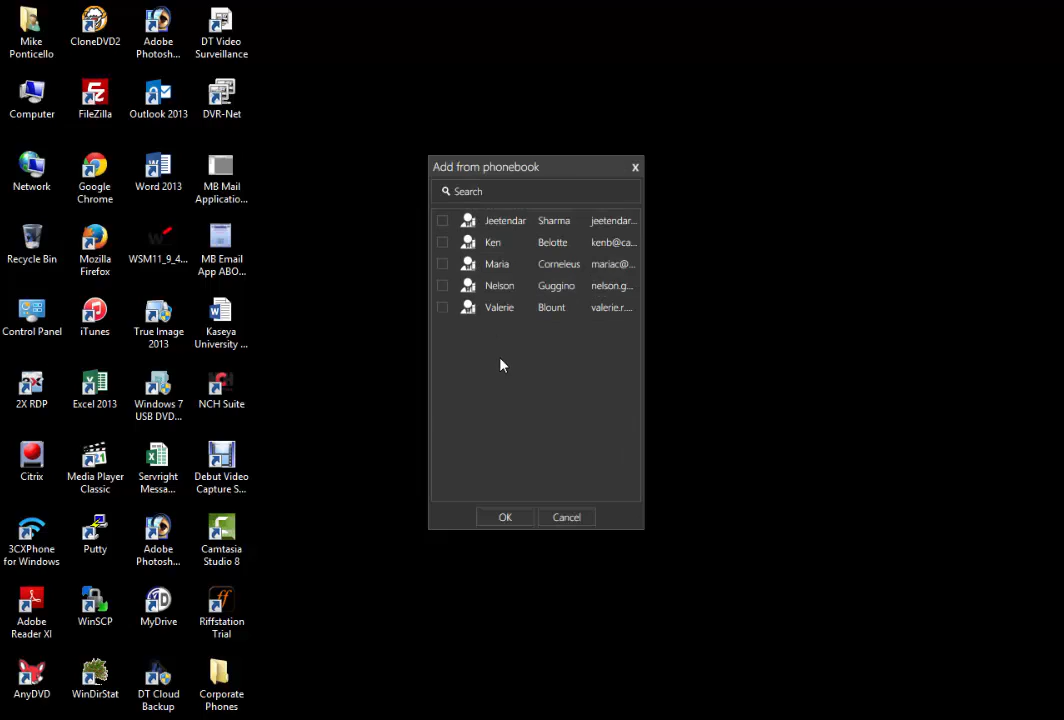 Mike
Ponticello
CloneDVD2
Adobe
Photosh...
DT Video
Surveillance
Computer
FileZilla
Outlook 2013
DVR-Net
Network
Google
Chrome
Word 2013
MB Mail
Applicatio...
Recycle Bin
Mozilla
Firefox
WSM11_9_4...
MB Email
App ABO...
Control Panel
iTunes
True Image
2013
Kaseya
University ...
2X RDP
Excel 2013
Windows 7
USB DVD...
NCH Suite
Citrix
Media Player
Classic
Servright
Messa...
Debut Video
Capture S...
3CXPhone
for Windows
Putty
Adobe
Photosh...
Camtasia
Studio 8
Adobe
Reader XI
WinSCP
MyDrive
Riffstation
Trial
AnyDVD
WinDirStat
DT Cloud
Backup
Corporate
Phones
Add from phonebook X
Search
Jeetendar Sharma jeetendar...
Ken Belotte kenb@ca...
Maria Corneleus mariac@...
Nelson Guggino nelson.g...
Valerie Blount valerie.r....
OK Cancel